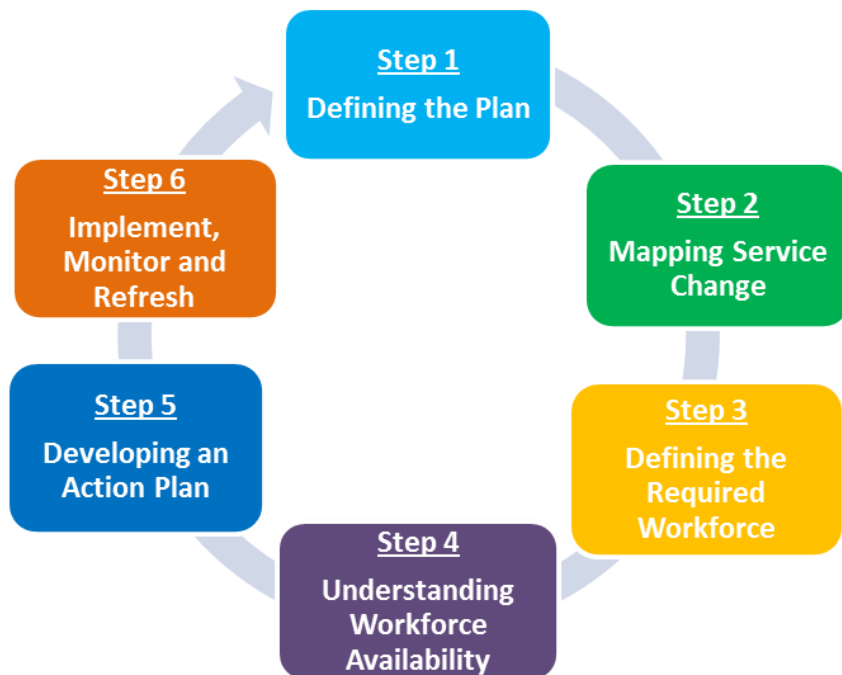 Step 1
Defining the Plan
Step 2
Mapping Service
Change
Step 3
Defining the
Required
Workforce
Step 4
Understanding
Workforce
Availability
Step 5
Developing an
Action Plan
Step 6
Implement,
Monitor and
Refresh